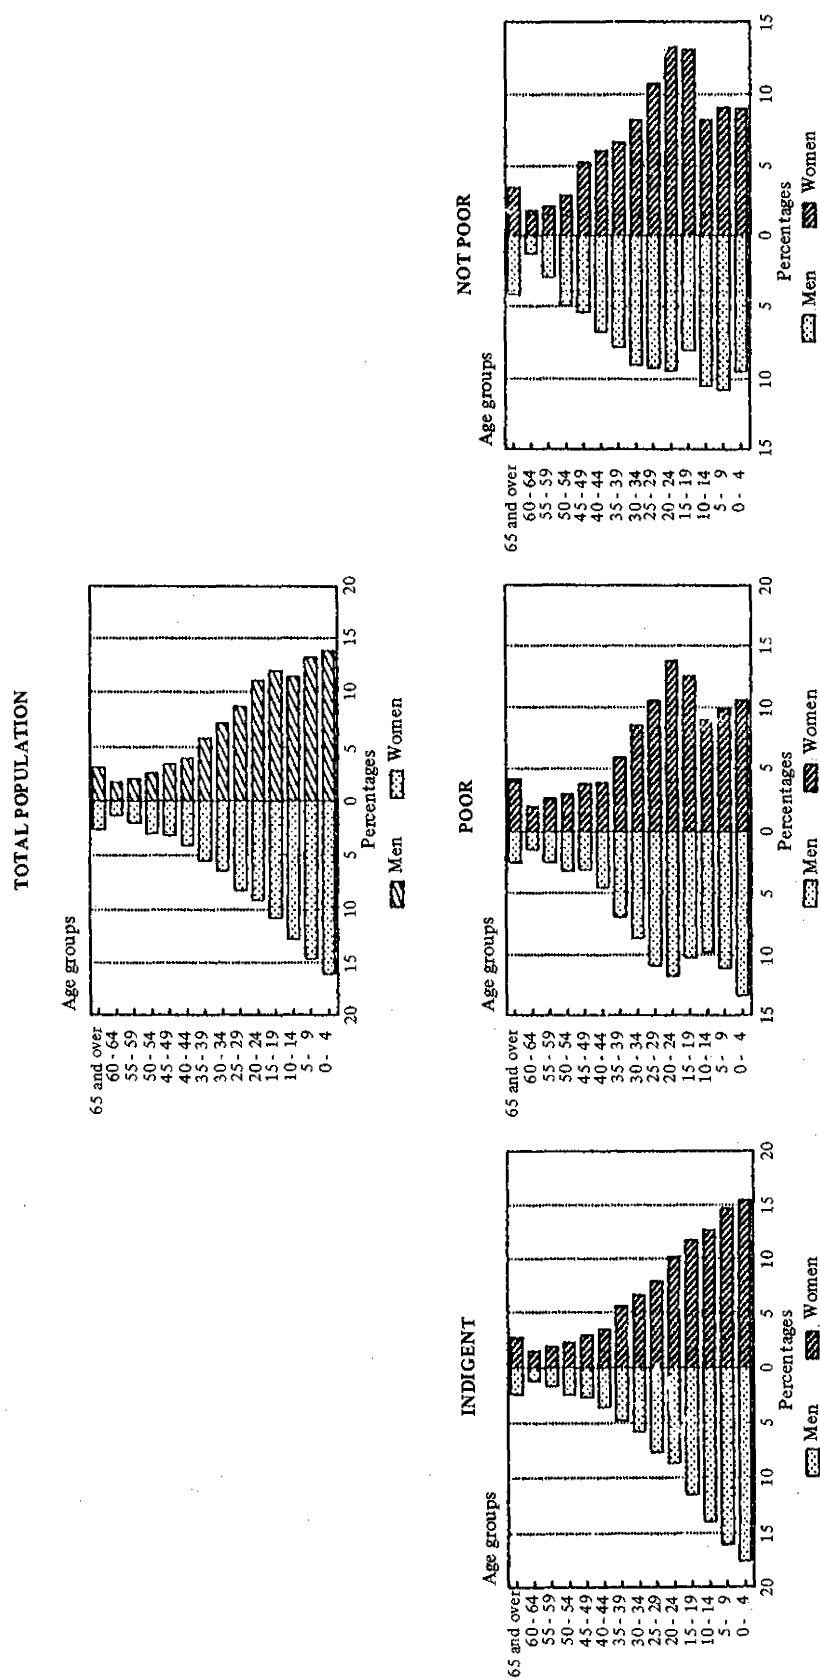 TOTAL POPULATION
Age groups
65 and over
60 - 64
55 - 59
50 - 54
45 - 49
40 - 44
35 - 39
30 - 34
25 - 29
20 - 24
15 - 19
10 - 14
5 - 9
0 - 4
20 15 10 5 0 5 10 15 20
Percentages
Men Women
INDIGENT
Age groups
65 and over
60 - 64
55 - 59
50 - 54
45 - 49
40 - 44
35 - 39
30 - 34
25 - 29
20 - 24
15 - 19
10 - 14
5 - 9
0 - 4
20 15 10 5 0 5 10 15 20
Percentages
Men Women
POOR
Age groups
65 and over
60 - 64
55 - 59
50 - 54
45 - 49
40 - 44
35 - 39
30 - 34
25 - 29
20 - 24
15 - 19
10 - 14
5 - 9
0 - 4
15 10 5 0 5 10 15 20
Percentages
Men Women
NOT POOR
Age groups
65 and over
60 - 64
55 - 59
50 - 54
45 - 49
40 - 44
35 - 39
30 - 34
25 - 29
20 - 24
15 - 19
10 - 14
5 - 9
0 - 4
15 10 5 0 5 10 15
Percentages
Men Women